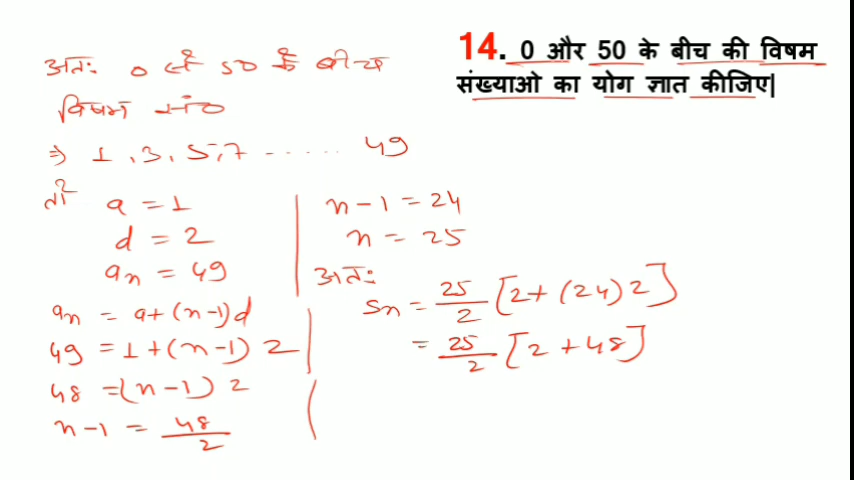 14. 0 और 50 के बीच की विषम
संख्याओ का योग ज्ञात कीजिए|
अतः 0 से 50 के बीच
विषम सं०
⇒ 1, 3, 5, 7 ...... 49
तो a = 1
d = 2
an = 49
an = a+(n-1)d
49 = 1+(n-1) 2
48 =(n-1) 2
n-1 = 48/2
n-1 = 24
n = 25
अतः
Sn = 25/2 [2+(24)2]
= 25/2 [2+48]